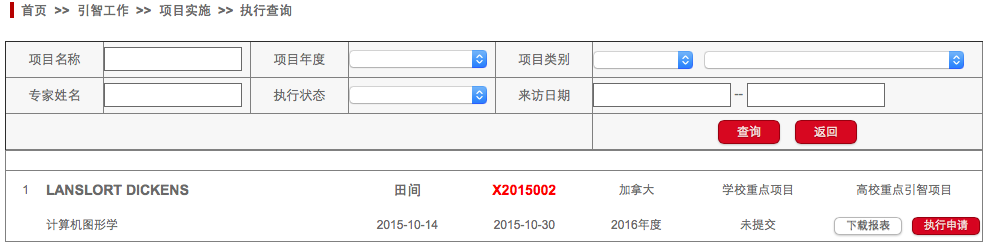 首页 >> 引智工作 >> 项目实施 >> 执行查询
项目名称 项目年度 项目类别
专家姓名 执行状态 来访日期 --
查询 返回
1 LANSLORT DICKENS 田间 X2015002 加拿大 学校重点项目 高校重点引智项目
计算机图形学 2015-10-14 2015-10-30 2016年度 未提交 下载报表 执行申请